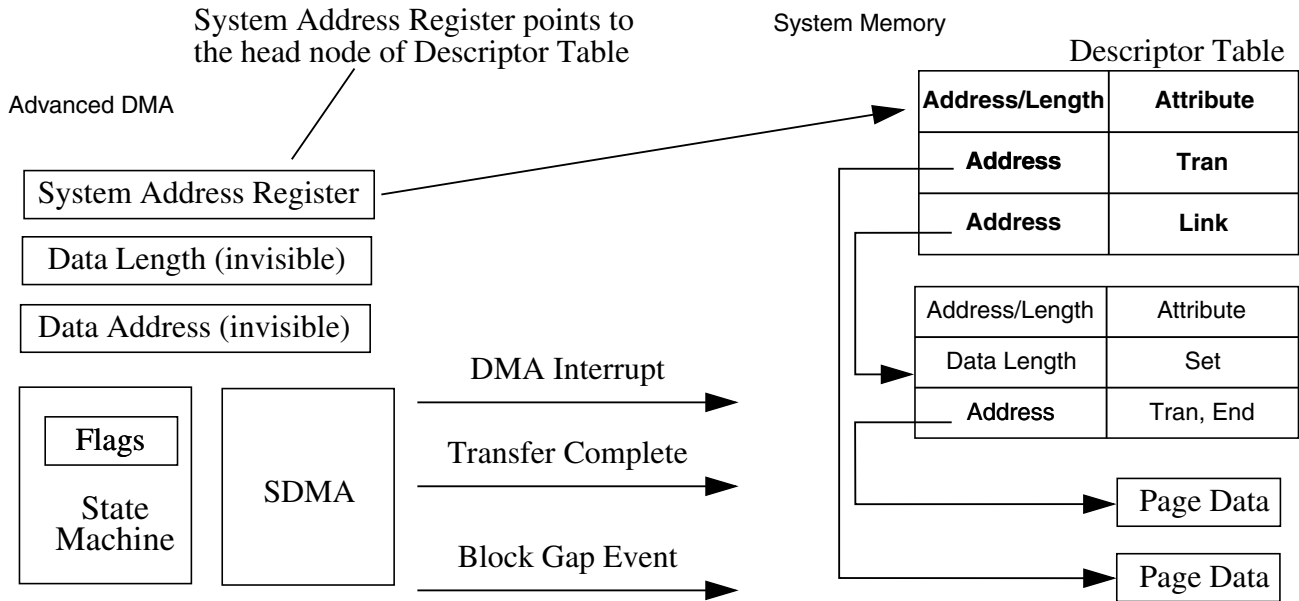 System Address Register points to
the head node of Descriptor Table
System Memory
Descriptor Table
Advanced DMA
Address/Length Attribute
Address Tran
Address Link
System Address Register
Data Length (invisible)
Data Address (invisible)
Address/Length Attribute
Data Length Set
Address Tran, End
Flags
State
Machine
SDMA
DMA Interrupt
Transfer Complete
Block Gap Event
Page Data
Page Data